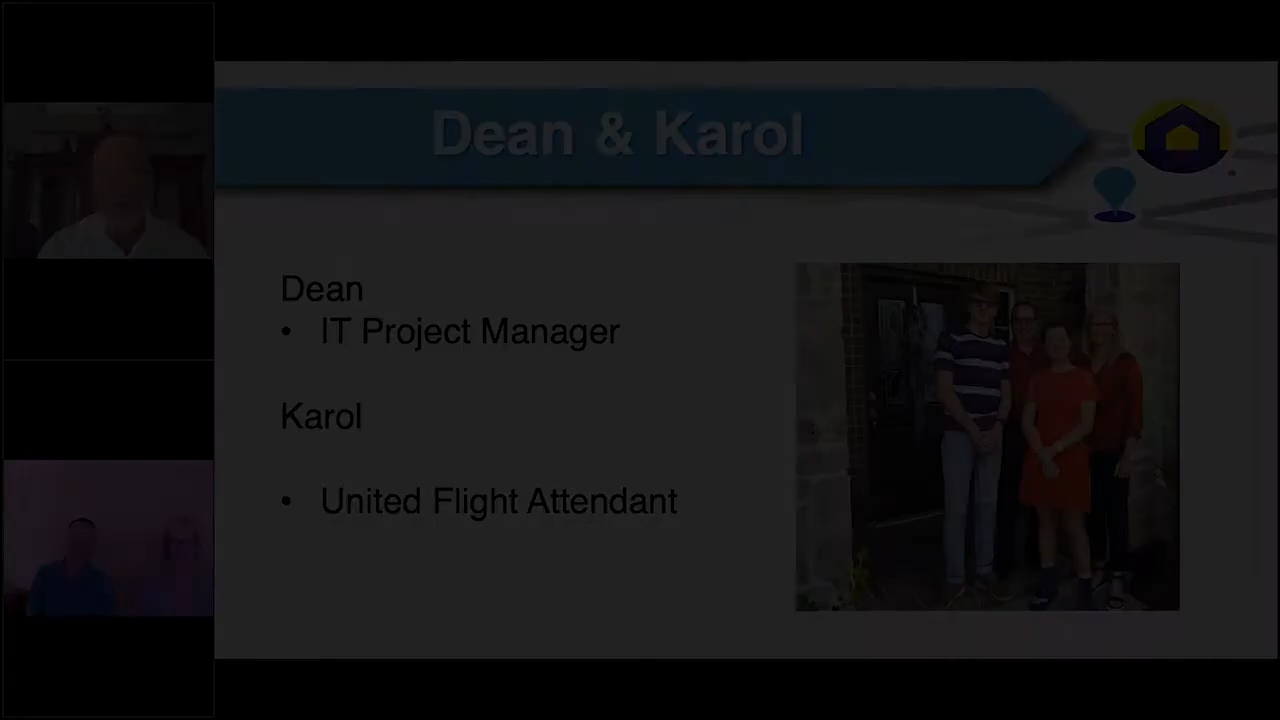 Dean & Karol
Dean
• IT Project Manager
Karol
• United Flight Attendant